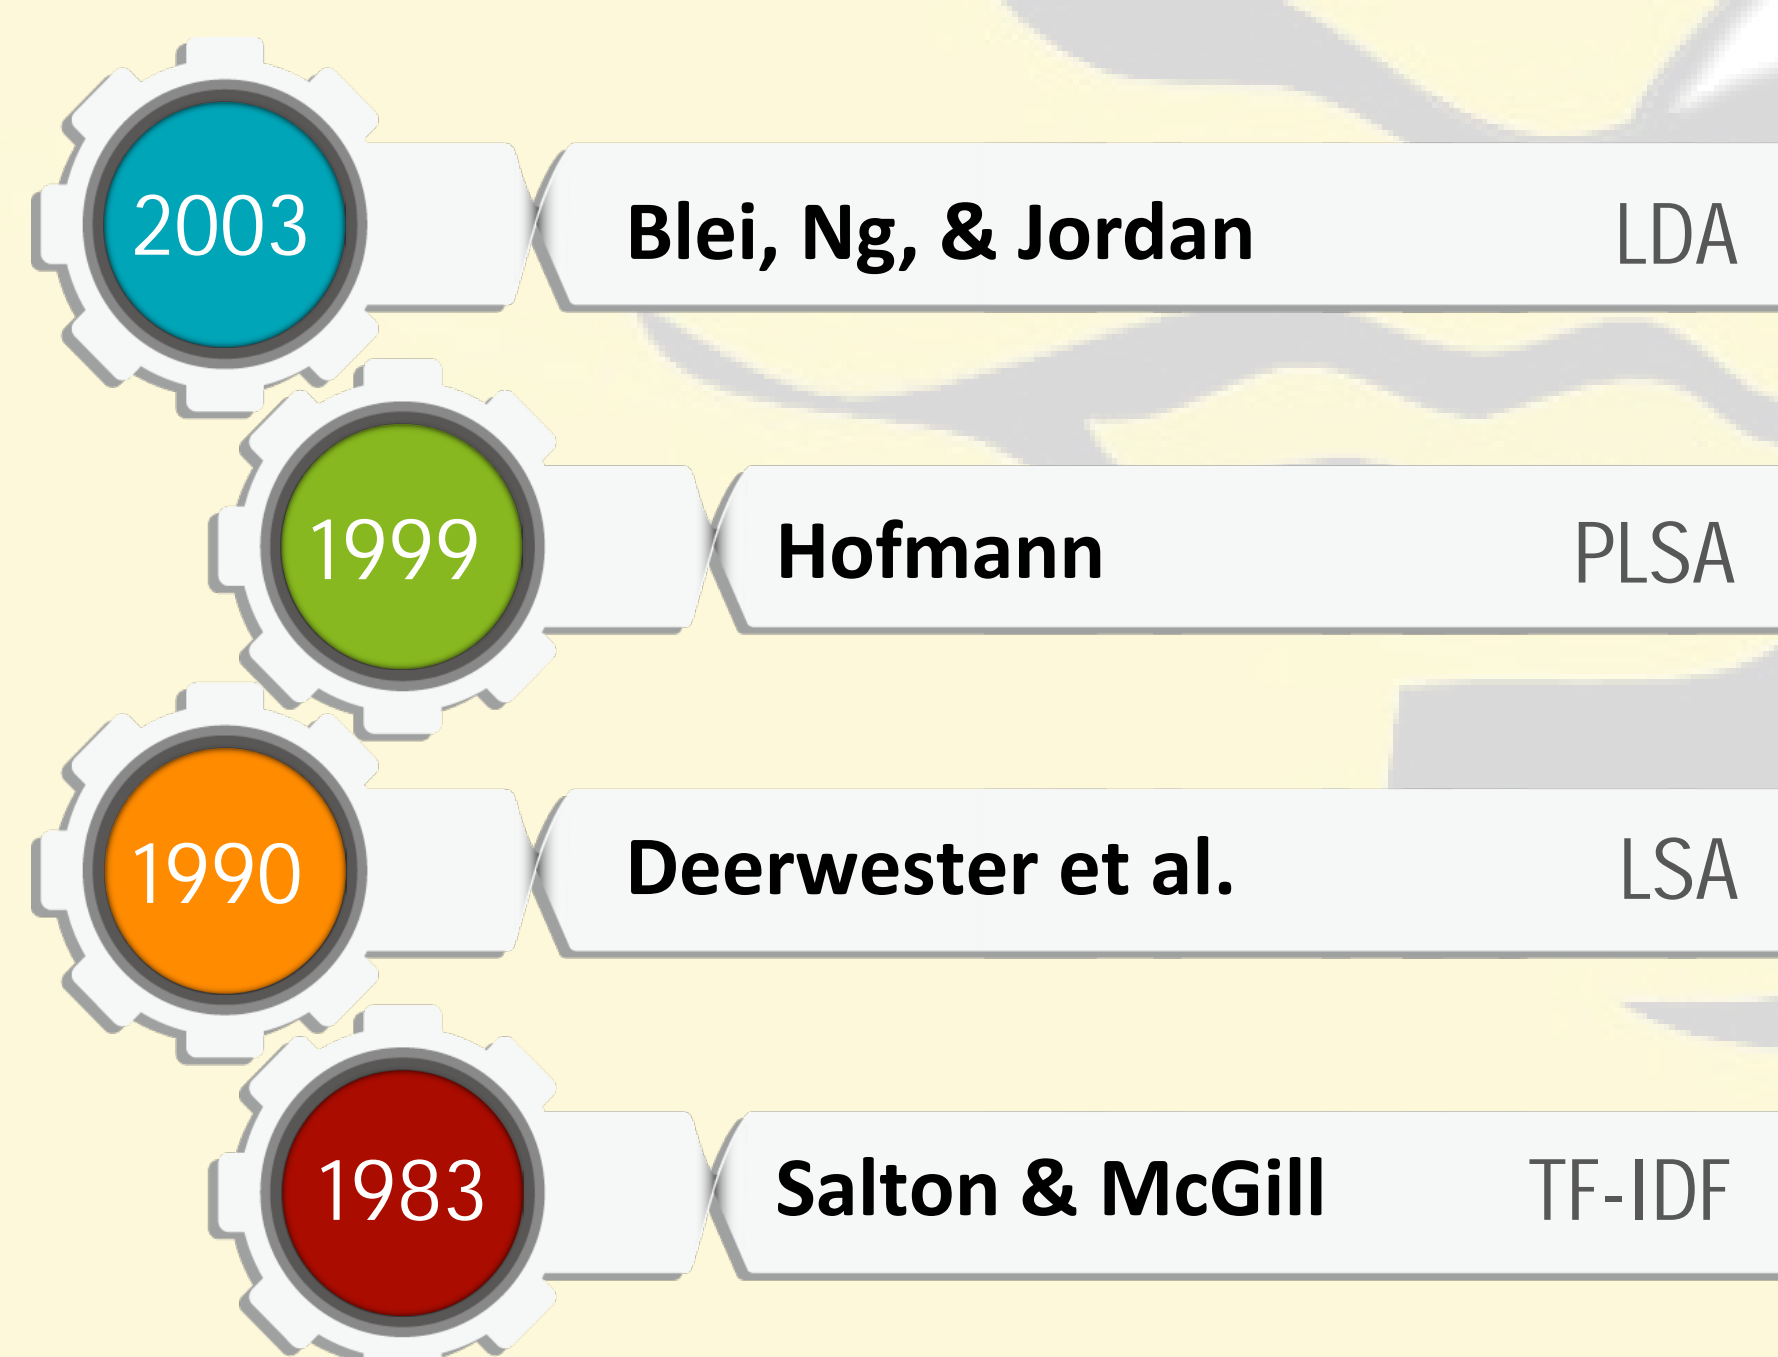 2003 Blei, Ng, & Jordan LDA
1999 Hofmann PLSA
1990 Deerwester et al. LSA
1983 Salton & McGill TF-IDF